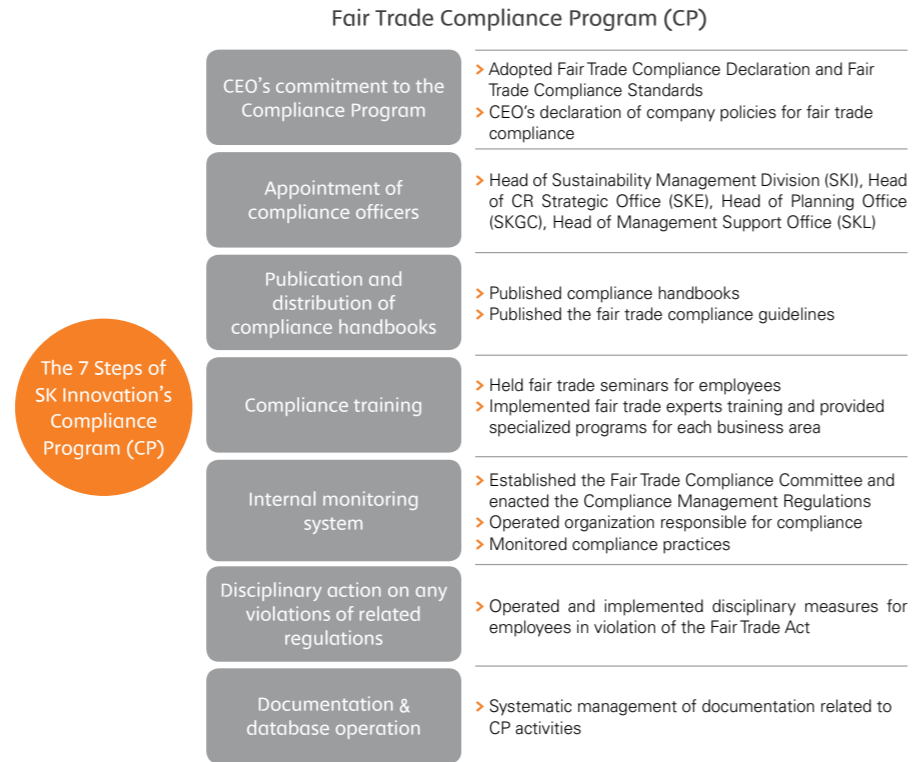 Fair Trade Compliance Program (CP)
The 7 Steps of
SK Innovation's
Compliance
Program (CP)
CEO's commitment to the
Compliance Program
> Adopted Fair Trade Compliance Declaration and Fair
Trade Compliance Standards
> CEO's declaration of company policies for fair trade
compliance
Appointment of
compliance officers
> Head of Sustainability Management Division (SKI), Head
of CR Strategic Office (SKE), Head of Planning Office
(SKGC), Head of Management Support Office (SKL)
Publication and
distribution of
compliance handbooks
> Published compliance handbooks
> Published the fair trade compliance guidelines
Compliance training
> Held fair trade seminars for employees
> Implemented fair trade experts training and provided
specialized programs for each business area
Internal monitoring
system
> Established the Fair Trade Compliance Committee and
enacted the Compliance Management Regulations
> Operated organization responsible for compliance
> Monitored compliance practices
Disciplinary action on any
violations of related
regulations
> Operated and implemented disciplinary measures for
employees in violation of the Fair Trade Act
Documentation &
database operation
> Systematic management of documentation related to
CP activities